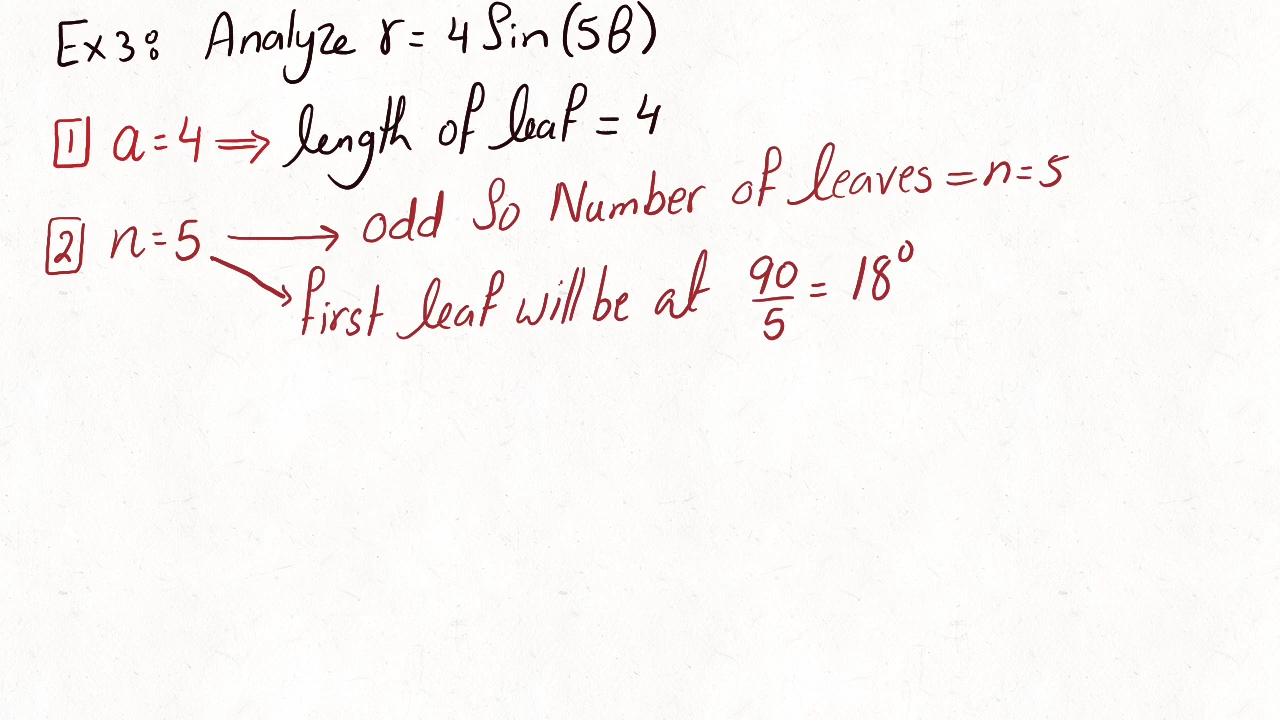 Ex3: Analyze r = 4 Sin(5θ)
1 a = 4 ⇒ length of leaf = 4
2 n = 5 → odd So Number of leaves = n = 5
first leaf will be at 90/5 = 18°